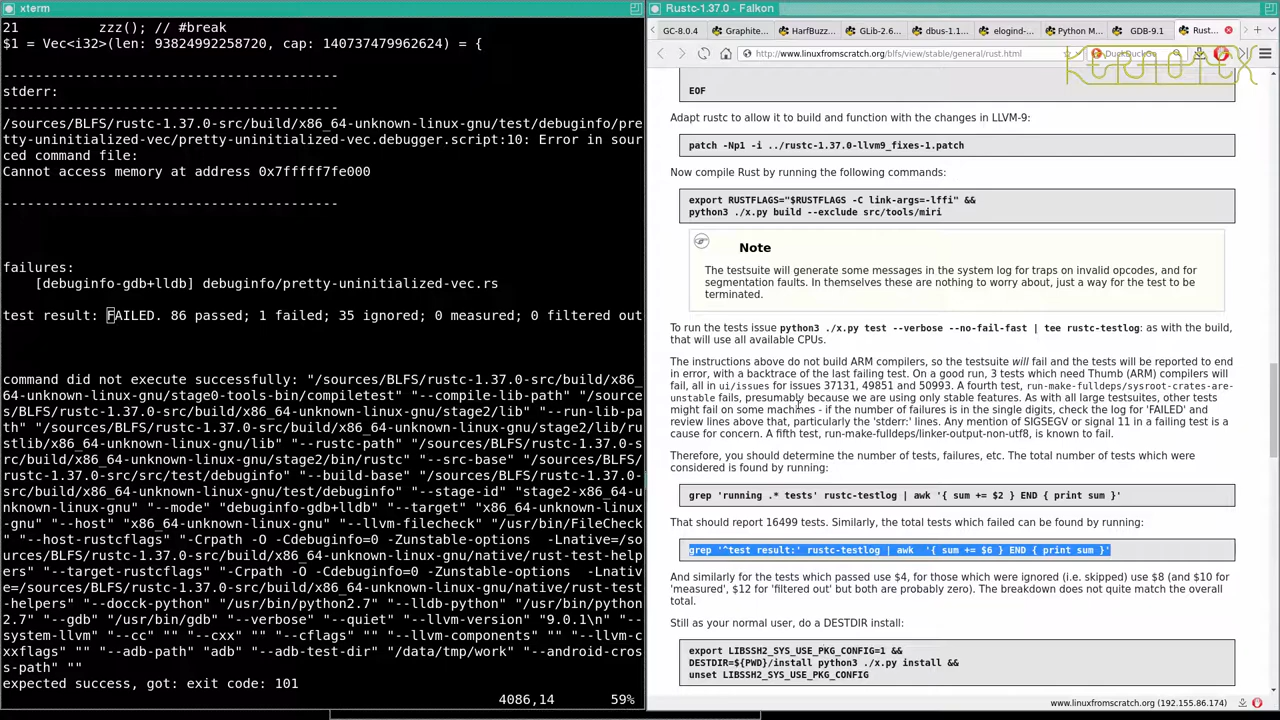 xterm
21       zzz(); // #break
$1 = Vec<i32>(len: 93824992258720, cap: 140737479962624) = {
------------------------------------------
stderr:
------------------------------------------
/sources/BLFS/rustc-1.37.0-src/build/x86_64-unknown-linux-gnu/test/debuginfo/pre
tty-uninitialized-vec/pretty-uninitialized-vec.debugger.script:10: Error in sour
ced command file:
Cannot access memory at address 0x7fffff7fe000
------------------------------------------
failures:
[debuginfo-gdb+lldb] debuginfo/pretty-uninitialized-vec.rs
test result: FAILED. 86 passed; 1 failed; 35 ignored; 0 measured; 0 filtered out
command did not execute successfully: "/sources/BLFS/rustc-1.37.0-src/build/x86_
64-unknown-linux-gnu/stage0-tools-bin/compiletest" "--compile-lib-path" "/source
s/BLFS/rustc-1.37.0-src/build/x86_64-unknown-linux-gnu/stage2/lib" "--run-lib-pa
th" "/sources/BLFS/rustc-1.37.0-src/build/x86_64-unknown-linux-gnu/stage2/lib/ru
stlib/x86_64-unknown-linux-gnu/lib" "--rustc-path" "/sources/BLFS/rustc-1.37.0-s
rc/build/x86_64-unknown-linux-gnu/stage2/bin/rustc" "--src-base" "/sources/BLFS/
rustc-1.37.0-src/src/test/debuginfo" "--build-base" "/sources/BLFS/rustc-1.37.0-
src/build/x86_64-unknown-linux-gnu/test/debuginfo" "--stage-id" "stage2-x86_64-u
nknown-linux-gnu" "--mode" "debuginfo-gdb+lldb" "--target" "x86_64-unknown-linux
-gnu" "--host" "x86_64-unknown-linux-gnu" "--llvm-filecheck" "/usr/bin/FileCheck
" "--host-rustcflags" "-Crpath -O -Cdebuginfo=0 -Zunstable-options  -Lnative=/so
urces/BLFS/rustc-1.37.0-src/build/x86_64-unknown-linux-gnu/native/rust-test-help
ers" "--target-rustcflags" "-Crpath -O -Cdebuginfo=0 -Zunstable-options  -Lnativ
e=/sources/BLFS/rustc-1.37.0-src/build/x86_64-unknown-linux-gnu/native/rust-test
-helpers" "--docck-python" "/usr/bin/python2.7" "--lldb-python" "/usr/bin/python
2.7" "--gdb" "/usr/bin/gdb" "--verbose" "--quiet" "--llvm-version" "9.0.1\n" "--
system-llvm" "--cc" "" "--cxx" "" "--cflags" "" "--llvm-components" "" "--llvm-c
xxflags" "" "--adb-path" "adb" "--adb-test-dir" "/data/tmp/work" "--android-cros
s-path" ""
expected success, got: exit code: 101
4086,14       59%
Rustc-1.37.0 - Falkon
GC-8.0.4 Graphite... HarfBuzz... GLib-2.6... dbus-1.1... elogind-... Python M... GDB-9.1 Rust...
http://www.linuxfromscratch.org/blfs/view/stable/general/rust.html DuckDuckGo
KERNOTEX
EOF
Adapt rustc to allow it to build and function with the changes in LLVM-9:
patch -Np1 -i ../rustc-1.37.0-llvm9_fixes-1.patch
Now compile Rust by running the following commands:
export RUSTFLAGS="$RUSTFLAGS -C link-args=-lffi" &&
python3 ./x.py build --exclude src/tools/miri
Note
The testsuite will generate some messages in the system log for traps on invalid opcodes, and for
segmentation faults. In themselves these are nothing to worry about, just a way for the test to be
terminated.
To run the tests issue python3 ./x.py test --verbose --no-fail-fast | tee rustc-testlog: as with the build,
that will use all available CPUs.
The instructions above do not build ARM compilers, so the testsuite will fail and the tests will be reported to end
in error, with a backtrace of the last failing test. On a good run, 3 tests which need Thumb (ARM) compilers will
fail, all in ui/issues for issues 37131, 49851 and 50993. A fourth test, run-make-fulldeps/sysroot-crates-are-
unstable fails, presumably because we are using only stable features. As with all large testsuites, other tests
might fail on some machines - if the number of failures is in the single digits, check the log for 'FAILED' and
review lines above that, particularly the 'stderr:' lines. Any mention of SIGSEGV or signal 11 in a failing test is a
cause for concern. A fifth test, run-make-fulldeps/linker-output-non-utf8, is known to fail.
Therefore, you should determine the number of tests, failures, etc. The total number of tests which were
considered is found by running:
grep 'running .* tests' rustc-testlog | awk '{ sum += $2 } END { print sum }'
That should report 16499 tests. Similarly, the total tests which failed can be found by running:
grep '^test result:' rustc-testlog | awk  '{ sum += $6 } END { print sum }'
And similarly for the tests which passed use $4, for those which were ignored (i.e. skipped) use $8 (and $10 for
'measured', $12 for 'filtered out' but both are probably zero). The breakdown does not quite match the overall
total.
Still as your normal user, do a DESTDIR install:
export LIBSSH2_SYS_USE_PKG_CONFIG=1 &&
DESTDIR=${PWD}/install python3 ./x.py install &&
unset LIBSSH2_SYS_USE_PKG_CONFIG
www.linuxfromscratch.org (192.155.86.174)